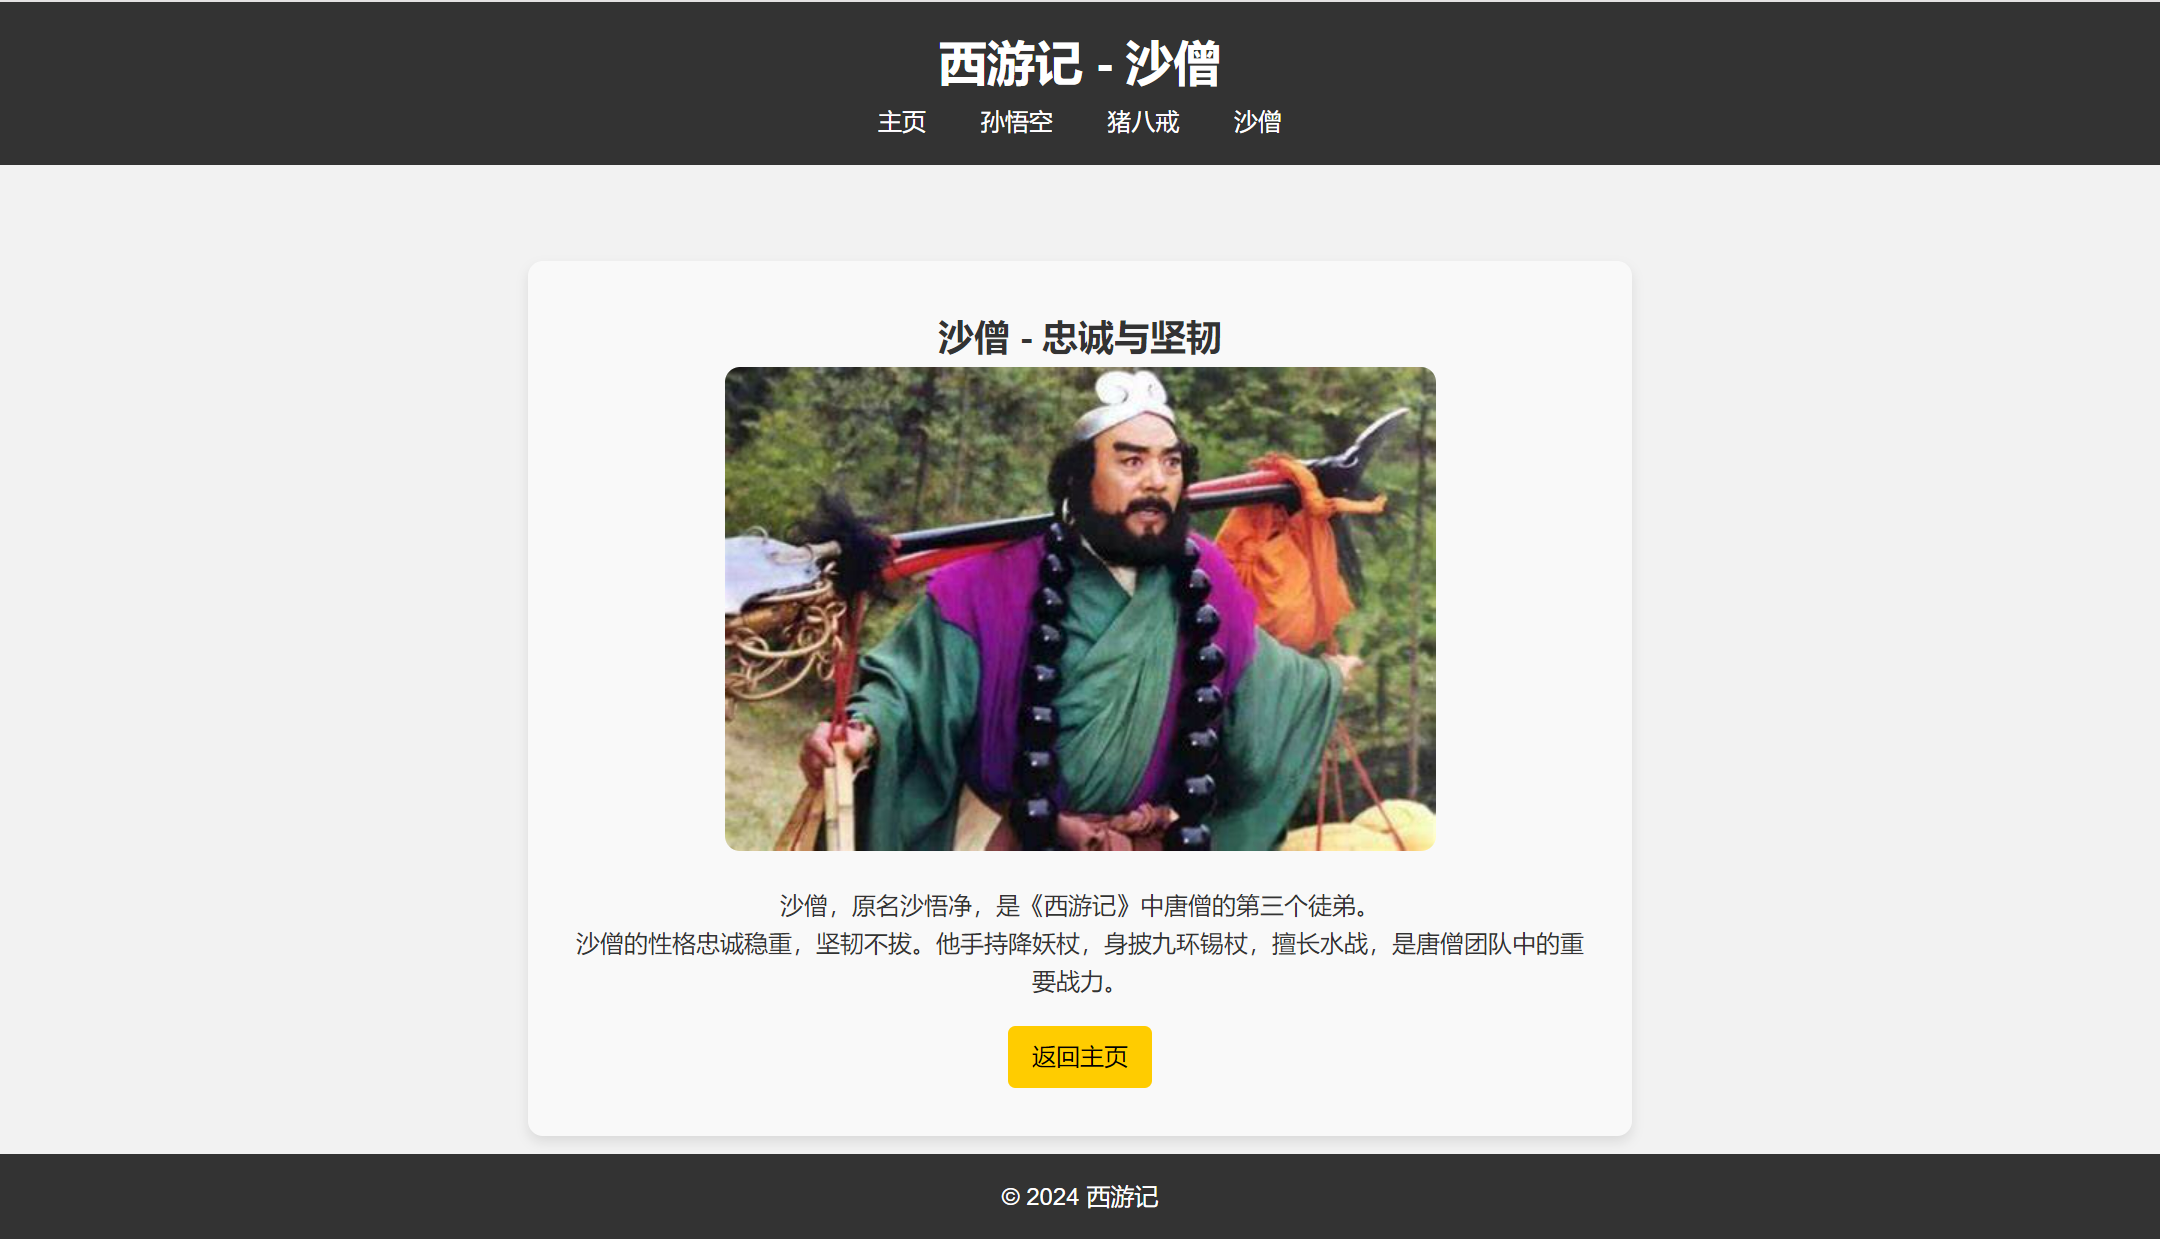 西游记 - 沙僧
主页 孙悟空 猪八戒 沙僧
沙僧 - 忠诚与坚韧
沙僧，原名沙悟净，是《西游记》中唐僧的第三个徒弟。
沙僧的性格忠诚稳重，坚韧不拔。他手持降妖杖，身披九环锡杖，擅长水战，是唐僧团队中的重
要战力。
返回主页
© 2024 西游记